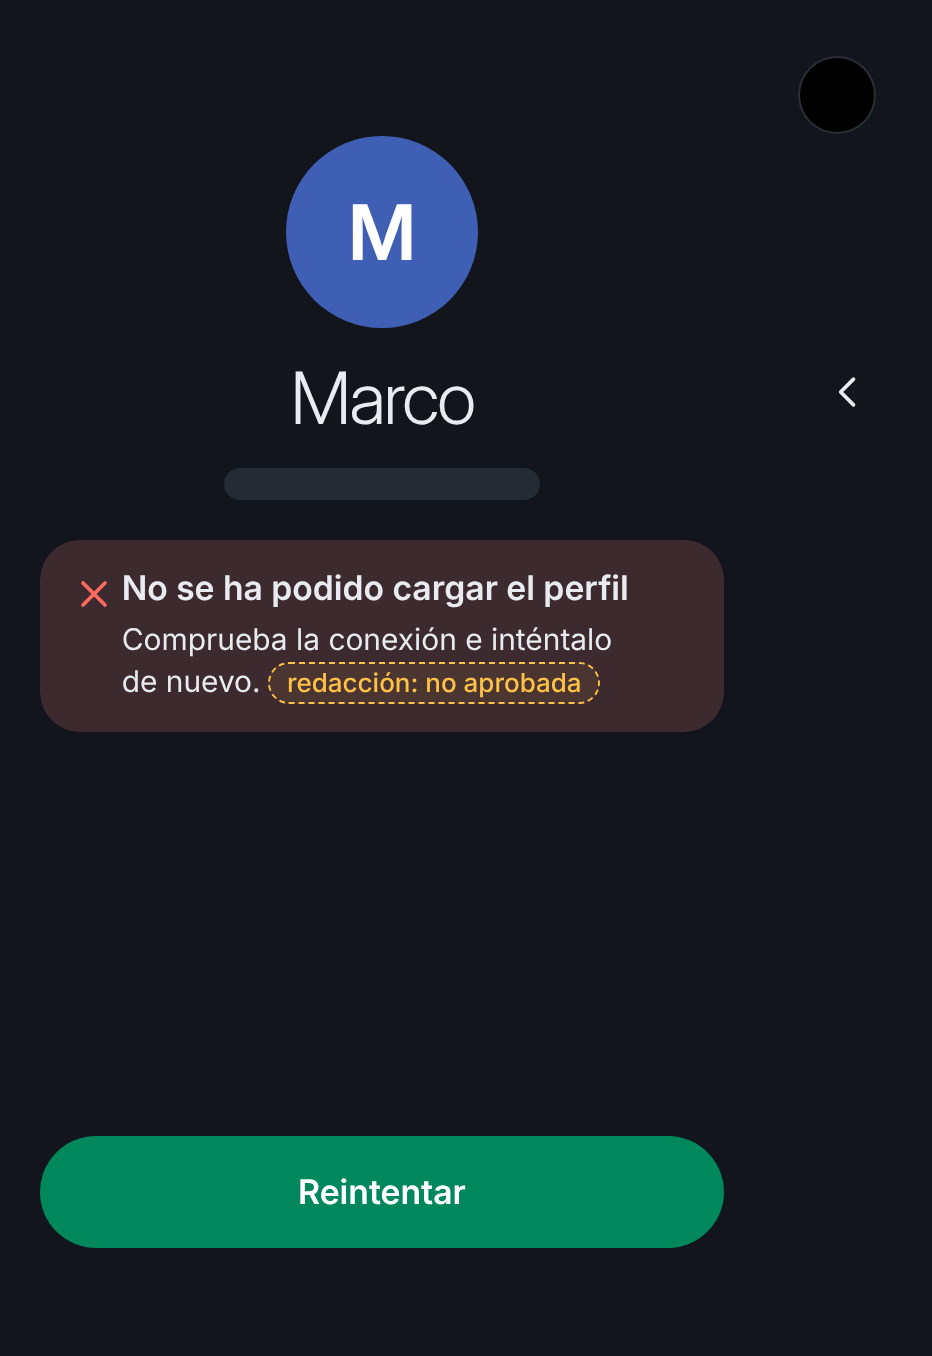 M
Marco
No se ha podido cargar el perfil
Comprueba la conexión e inténtalo
de nuevo. redacción: no aprobada
Reintentar